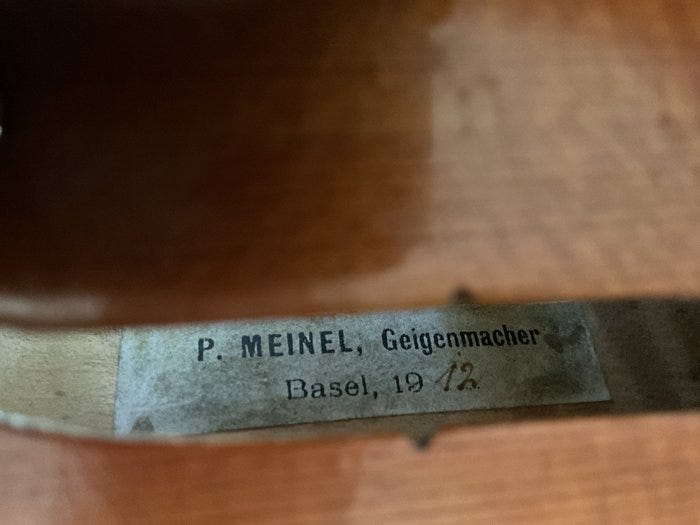 P. MEINEL, Geigenmacher
Basel, 1912